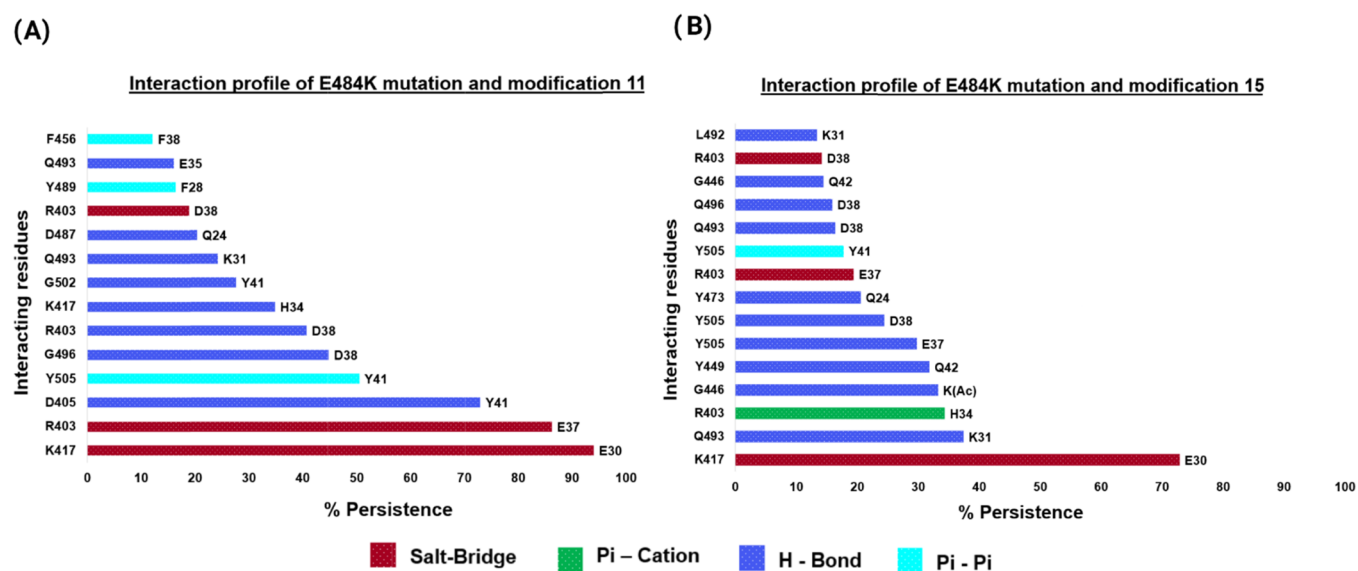 (A)
Interaction profile of E484K mutation and modification 11
Interacting residues
F456 F38
Q493 E35
Y489 F28
R403 D38
D487 Q24
Q493 K31
G502 Y41
K417 H34
R403 D38
G496 D38
Y505 Y41
D405 Y41
R403 E37
K417 E30
0 10 20 30 40 50 60 70 80 90 100
% Persistence
(B)
Interaction profile of E484K mutation and modification 15
Interacting residues
L492 K31
R403 D38
G446 Q42
Q496 D38
Q493 D38
Y505 Y41
R403 E37
Y473 Q24
Y505 D38
Y505 E37
Y449 Q42
G446 K(Ac)
R403 H34
Q493 K31
K417 E30
0 10 20 30 40 50 60 70 80 90 100
% Persistence
Salt-Bridge Pi – Cation H - Bond Pi - Pi